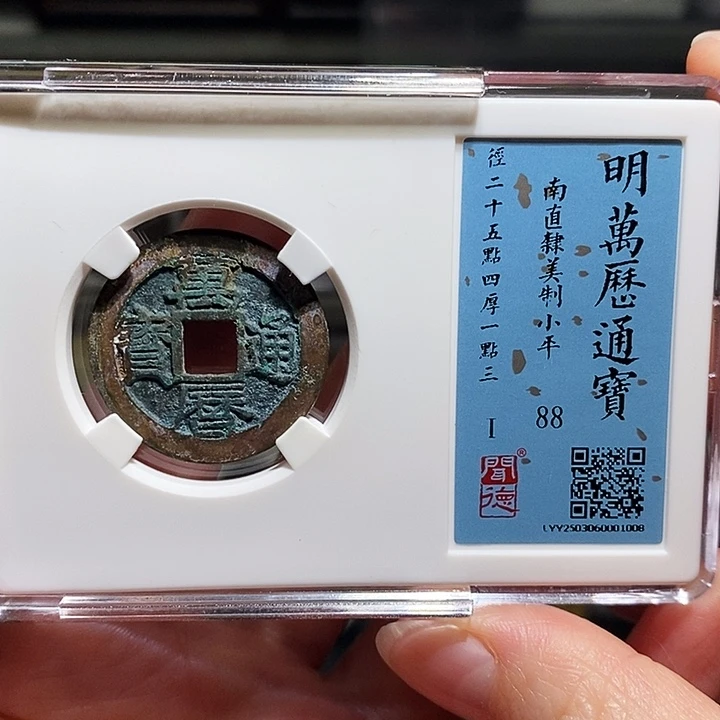 明萬曆通寶
南直隸美制小平
88
徑二十五點四厚一點三
I
聞德®
LYY2503060001008
萬曆通寶